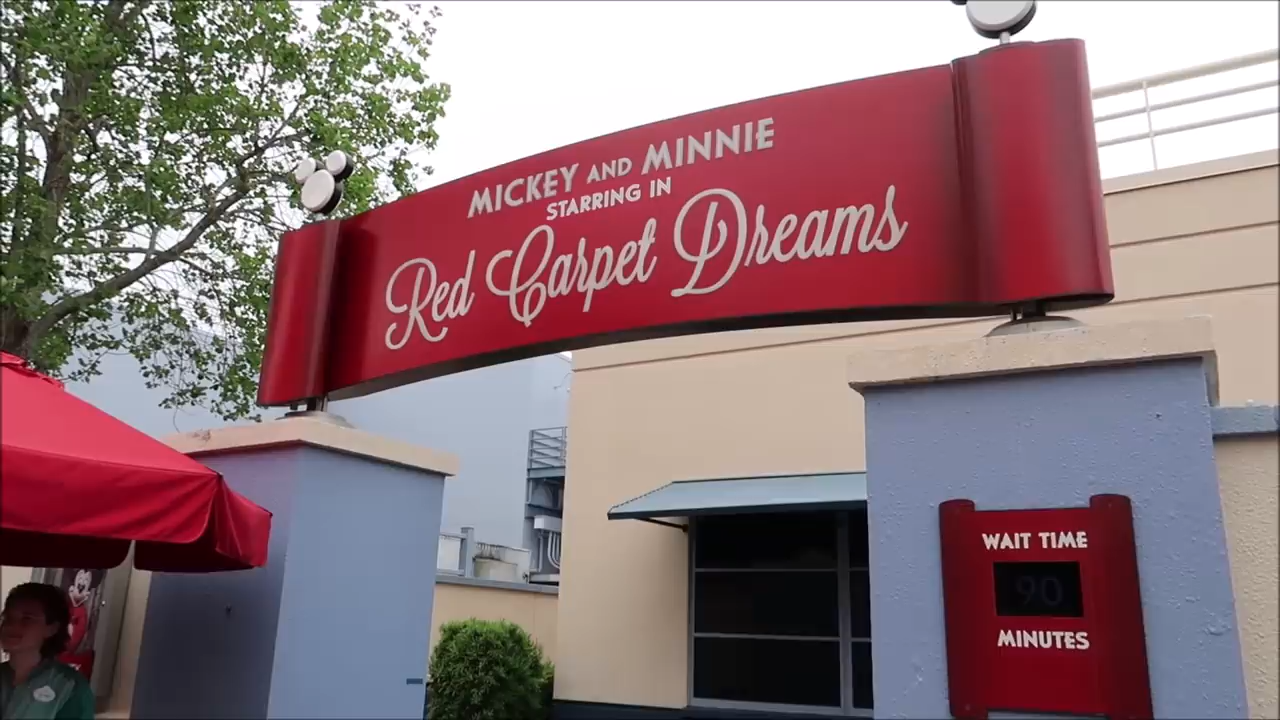 MICKEY AND MINNIE
STARRING IN
Red Carpet Dreams
WAIT TIME
90
MINUTES